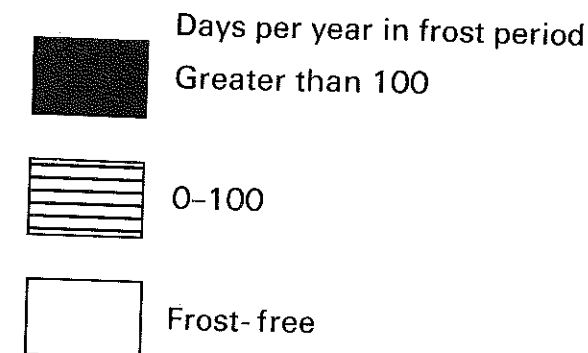 Days per year in frost period
Greater than 100
0–100
Frost-free